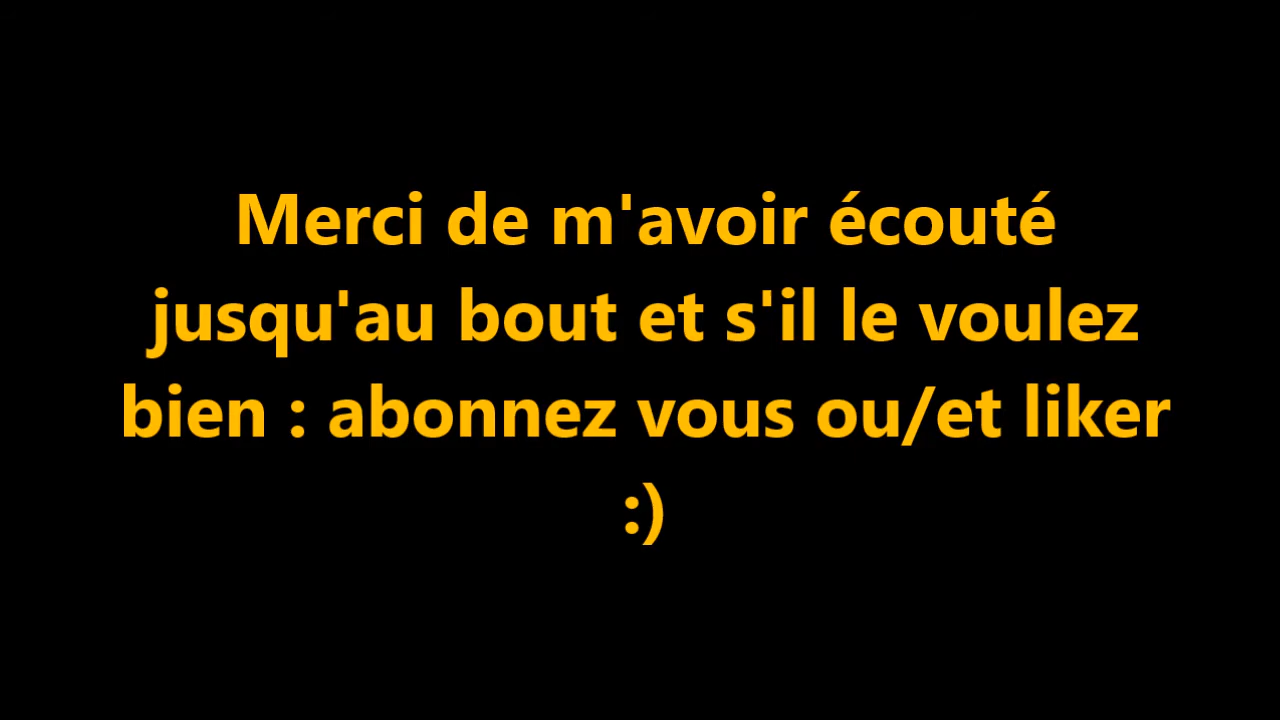 Merci de m'avoir écouté
jusqu'au bout et s'il le voulez
bien : abonnez vous ou/et liker
:)